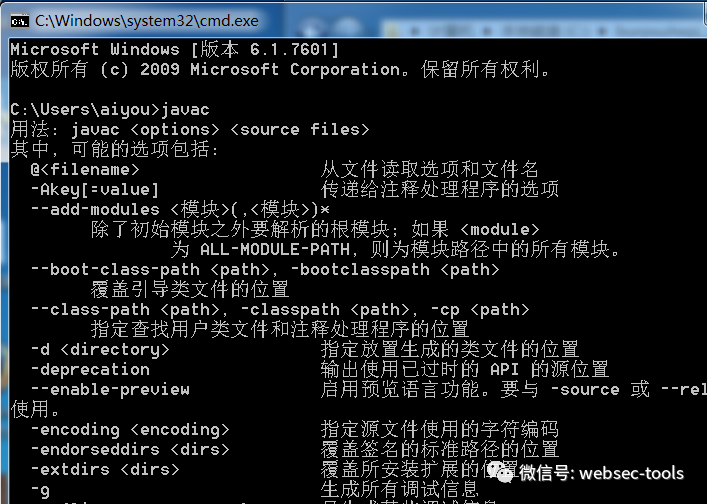 C:\Windows\system32\cmd.exe
Microsoft Windows [版本 6.1.7601]
版权所有 (c) 2009 Microsoft Corporation。保留所有权利。
C:\Users\aiyou>javac
用法: javac <options> <source files>
其中, 可能的选项包括:
@<filename> 从文件读取选项和文件名
-Akey[=value] 传递给注释处理程序的选项
--add-modules <模块>(,<模块>)*
除了初始模块之外要解析的根模块; 如果 <module>
为 ALL-MODULE-PATH, 则为模块路径中的所有模块。
--boot-class-path <path>, -bootclasspath <path>
覆盖引导类文件的位置
--class-path <path>, -classpath <path>, -cp <path>
指定查找用户类文件和注释处理程序的位置
-d <directory> 指定放置生成的类文件的位置
-deprecation 输出使用已过时的 API 的源位置
--enable-preview 启用预览语言功能。要与 -source 或 --rel
使用。
-encoding <encoding> 指定源文件使用的字符编码
-endorseddirs <dirs> 覆盖签名的标准路径的位置
-extdirs <dirs> 覆盖所安装扩展的位置
-g 生成所有调试信息
微信号: websec-tools